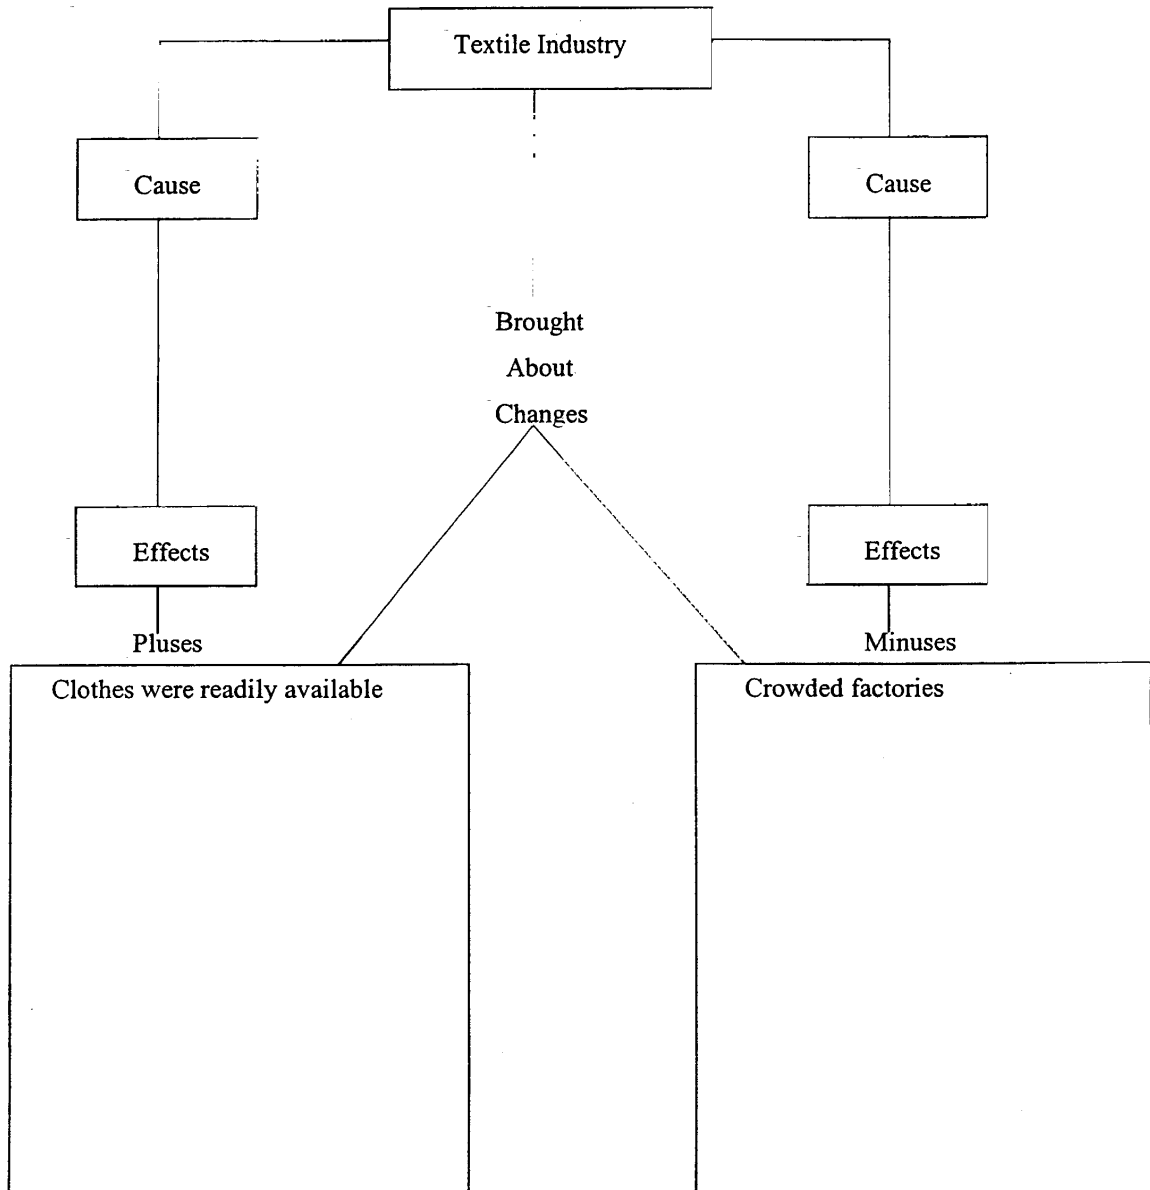 Textile Industry
Cause
Cause
Brought
About
Changes
Effects
Effects
Pluses
Minuses
Clothes were readily available
Crowded factories